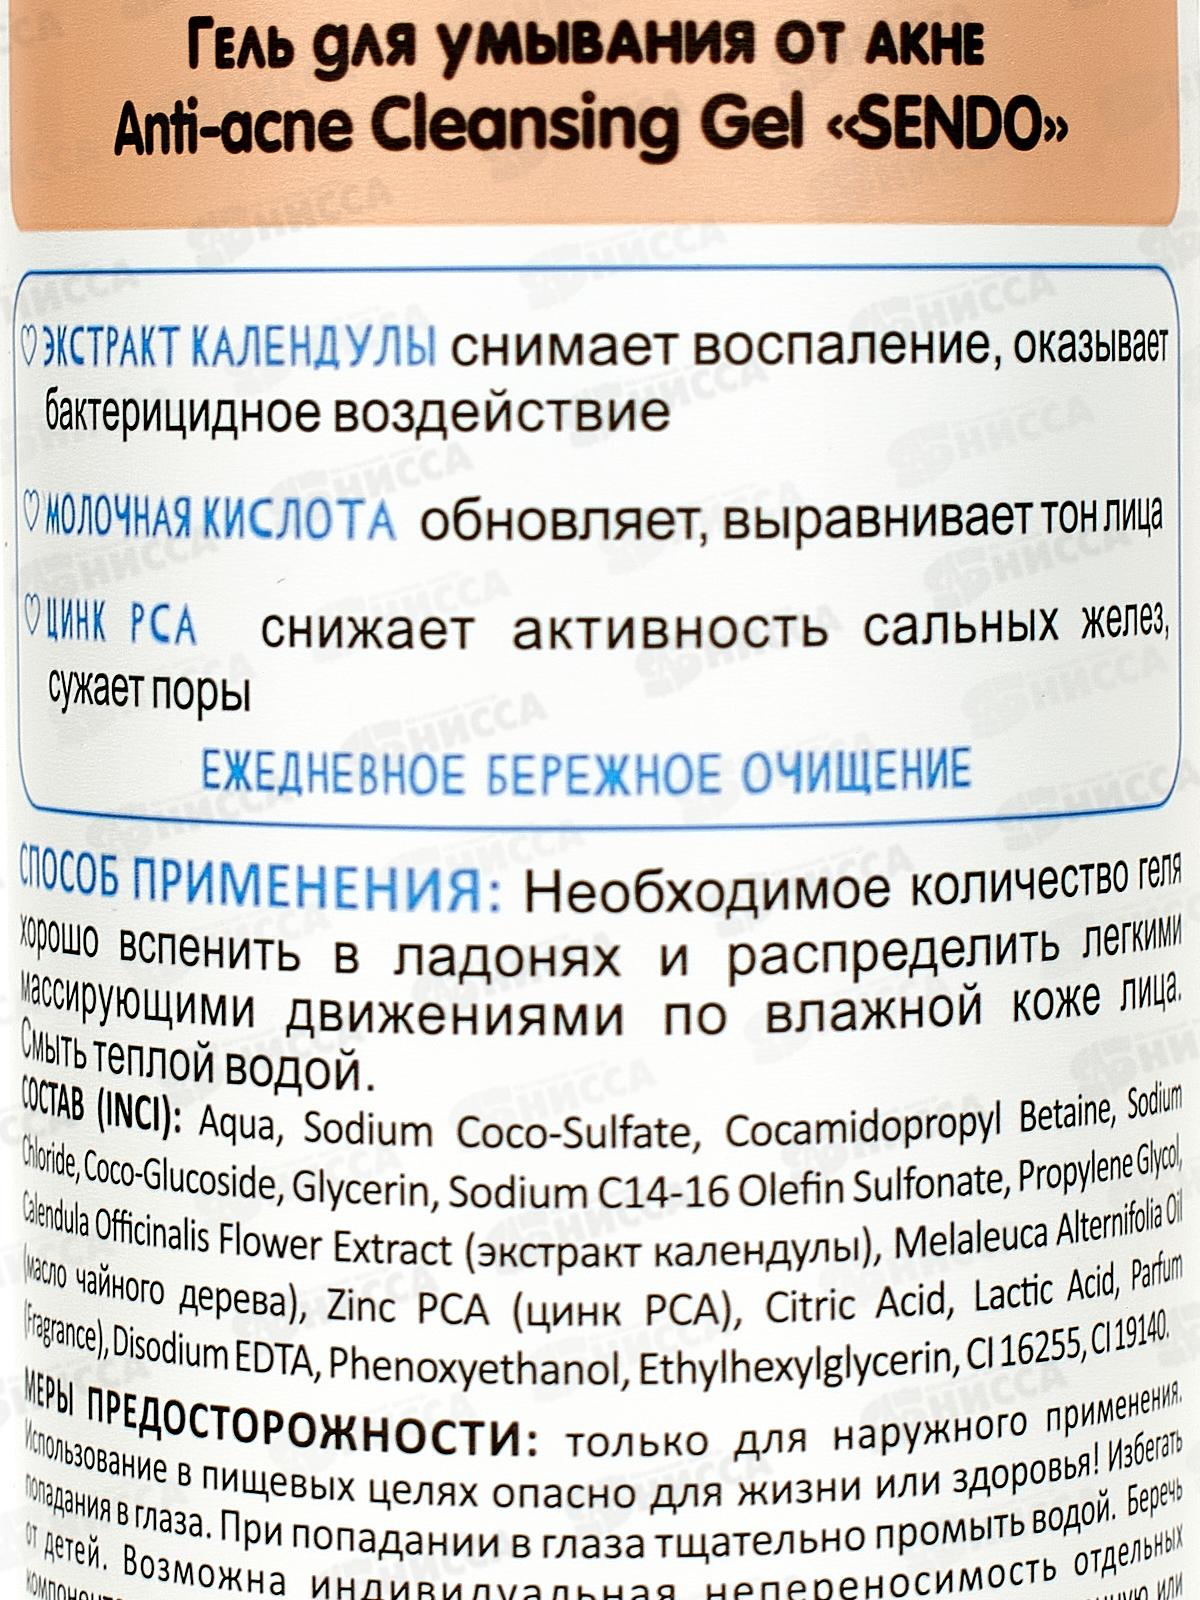 Гель для умывания от акне
Anti-acne Cleansing Gel «SENDO»
♡ ЭКСТРАКТ КАЛЕНДУЛЫ снимает воспаление, оказывает
бактерицидное воздействие
♡ МОЛОЧНАЯ КИСЛОТА обновляет, выравнивает тон лица
♡ ЦИНК PCA снижает активность сальных желез,
сужает поры
ЕЖЕДНЕВНОЕ БЕРЕЖНОЕ ОЧИЩЕНИЕ
СПОСОБ ПРИМЕНЕНИЯ: Необходимое количество геля
хорошо вспенить в ладонях и распределить легкими
массирующими движениями по влажной коже лица.
Смыть теплой водой.
СОСТАВ (INCI): Aqua, Sodium Coco-Sulfate, Cocamidopropyl Betaine, Sodium
Chloride, Coco-Glucoside, Glycerin, Sodium C14-16 Olefin Sulfonate, Propylene Glycol,
Calendula Officinalis Flower Extract (экстракт календулы), Melaleuca Alternifolia Oil
(масло чайного дерева), Zinc PCA (цинк PCA), Citric Acid, Lactic Acid, Parfum
(Fragrance), Disodium EDTA, Phenoxyethanol, Ethylhexylglycerin, CI 16255, CI 19140.
МЕРЫ ПРЕДОСТОРОЖНОСТИ: только для наружного применения.
Использование в пищевых целях опасно для жизни или здоровья! Избегать
попадания в глаза. При попадании в глаза тщательно промыть водой. Беречь
от детей. Возможна индивидуальная непереносимость отдельных
или